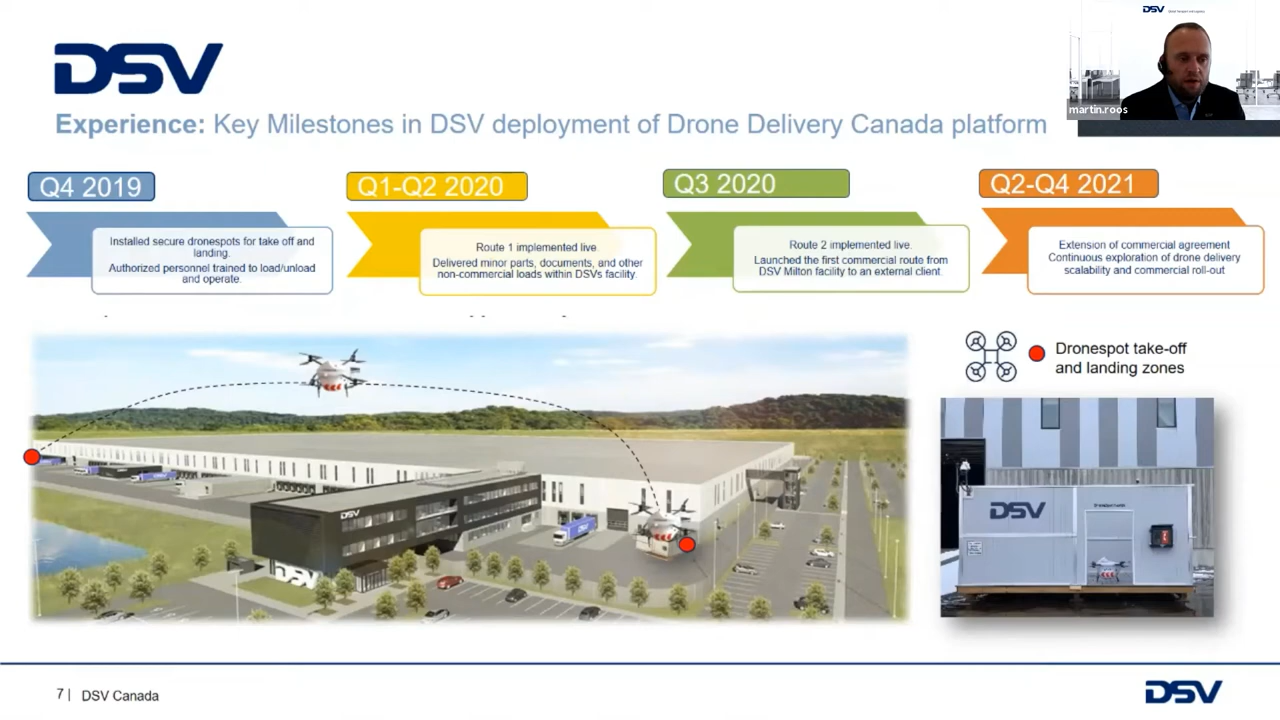 DSV
martin.roos
DSV
Experience: Key Milestones in DSV deployment of Drone Delivery Canada platform
Q4 2019
Installed secure dronespots for take off and
landing.
Authorized personnel trained to load/unload
and operate.
Q1-Q2 2020
Route 1 implemented live.
Delivered minor parts, documents, and other
non-commercial loads within DSVs facility.
Q3 2020
Route 2 implemented live.
Launched the first commercial route from
DSV Milton facility to an external client.
Q2-Q4 2021
Extension of commercial agreement
Continuous exploration of drone delivery
scalability and commercial roll-out
Dronespot take-off
and landing zones
DSV
DSV
DSV
7 | DSV Canada
DSV